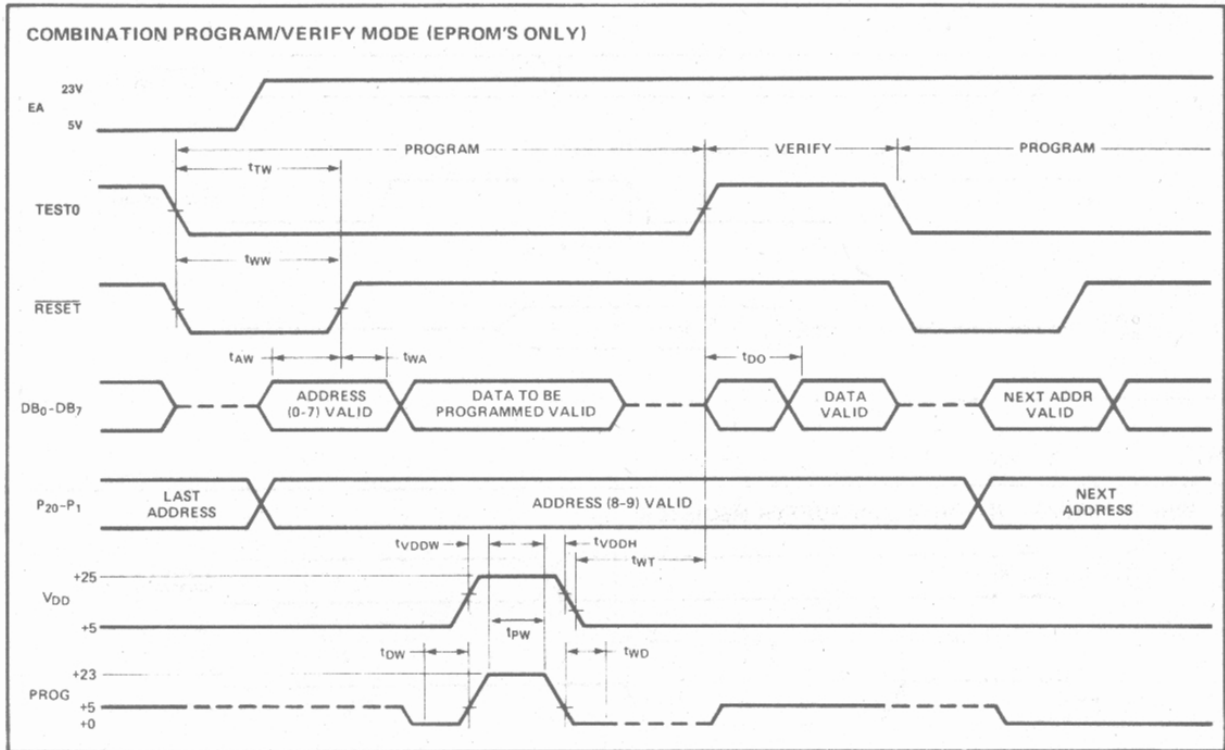 COMBINATION PROGRAM/VERIFY MODE (EPROM'S ONLY)
23V
EA
5V
PROGRAM
VERIFY
PROGRAM
tTW
TEST0
tWW
RESET
tAW
tWA
tDO
DB0-DB7
ADDRESS
(0-7) VALID
DATA TO BE
PROGRAMMED VALID
DATA
VALID
NEXT ADDR
VALID
P20-P1
LAST
ADDRESS
ADDRESS (8-9) VALID
NEXT
ADDRESS
tVDDW
tVDDH
tWT
+25
VDD
+5
tPW
tDW
tWD
+23
PROG
+5
+0